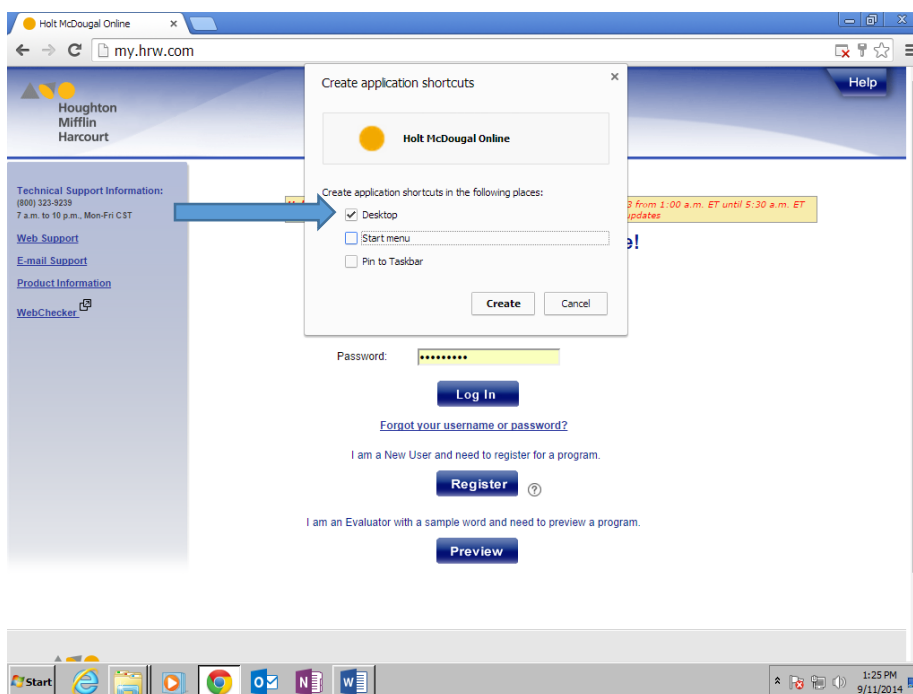 Holt McDougal Online
my.hrw.com
Houghton
Mifflin
Harcourt
Help
Technical Support Information:
(800) 323-9239
7 a.m. to 10 p.m., Mon-Fri CST
Web Support
E-mail Support
Product Information
WebChecker
Create application shortcuts
Holt McDougal Online
Create application shortcuts in the following places:
Desktop
Start menu
Pin to Taskbar
Create Cancel
3 from 1:00 a.m. ET until 5:30 a.m. ET
updates
e!
Password:
Log In
Forgot your username or password?
I am a New User and need to register for a program.
Register ?
I am an Evaluator with a sample word and need to preview a program.
Preview
Start
1:25 PM
9/11/2014